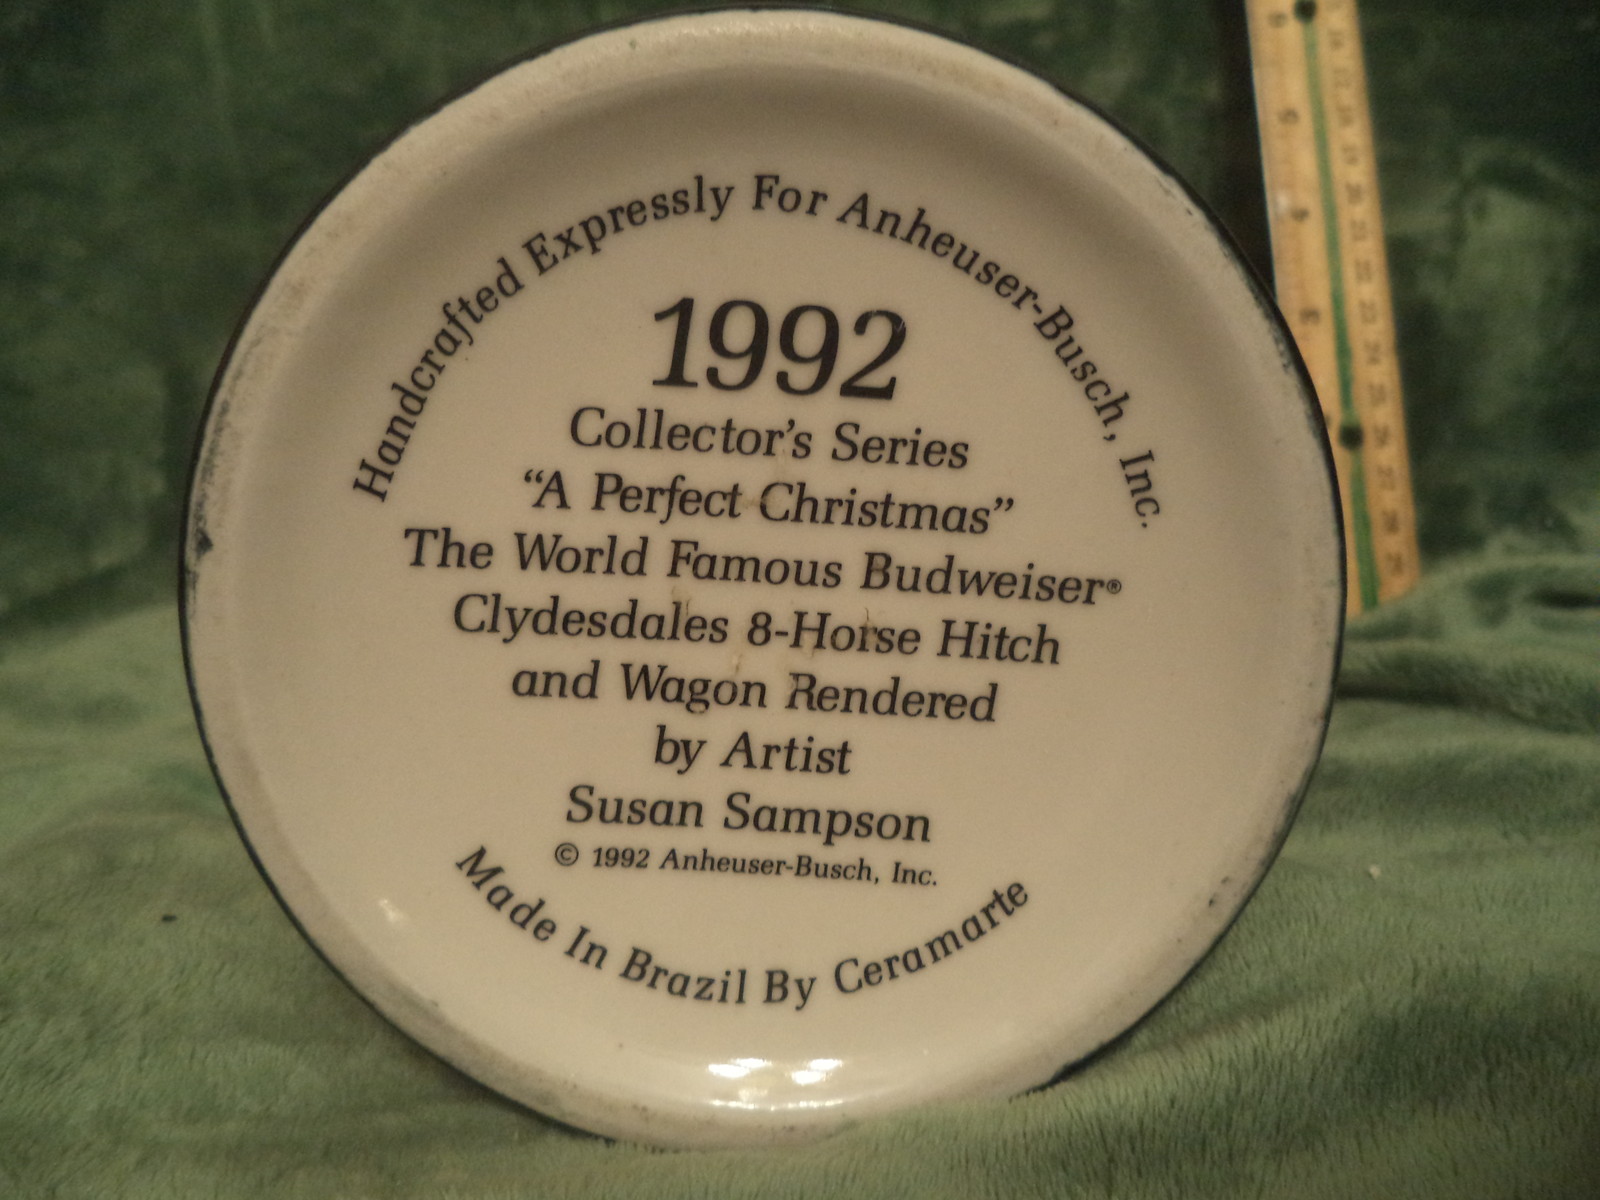 Handcrafted Expressly For Anheuser-Busch, Inc.
1992
Collector's Series
“A Perfect Christmas”
The World Famous Budweiser®
Clydesdales 8-Horse Hitch
and Wagon Rendered
by Artist
Susan Sampson
© 1992 Anheuser-Busch, Inc.
Made In Brazil By Ceramarte